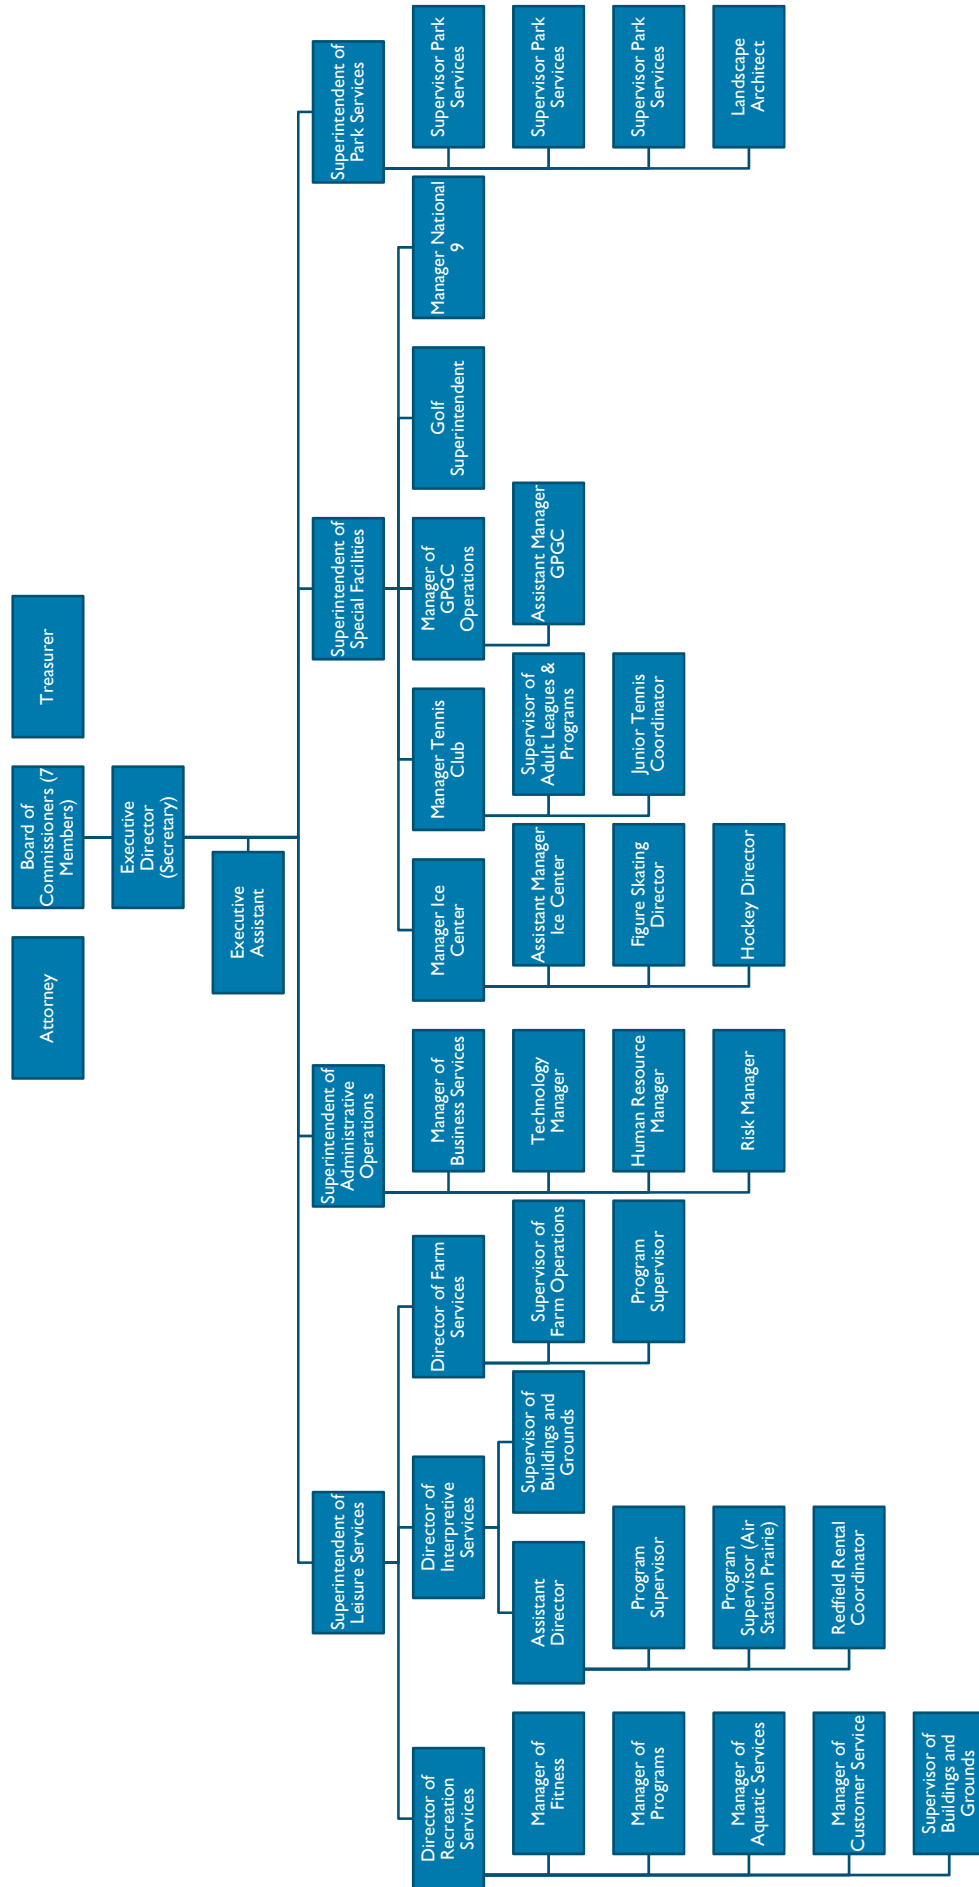 Attorney
Board of
Commissioners (7
Members)
Treasurer
Executive
Director
(Secretary)
Executive
Assistant
Superintendent of
Leisure Services
Superintendent of
Administrative
Operations
Superintendent of
Special Facilities
Superintendent of
Park Services
Director of
Recreation
Services
Director of
Interpretive
Services
Director of Farm
Services
Manager of
Business Services
Manager Ice
Center
Manager Tennis
Club
Manager of
GPGC
Operations
Golf
Superintendent
Manager National
9
Supervisor Park
Services
Manager of
Fitness
Assistant
Director
Supervisor of
Buildings and
Grounds
Supervisor of
Farm Operations
Technology
Manager
Assistant Manager
Ice Center
Supervisor of
Adult Leagues &
Programs
Assistant Manager
GPGC
Supervisor Park
Services
Manager of
Programs
Program
Supervisor
Program
Supervisor
Human Resource
Manager
Figure Skating
Director
Junior Tennis
Coordinator
Supervisor Park
Services
Manager of
Aquatic Services
Program
Supervisor (Air
Station Prairie)
Risk Manager
Hockey Director
Landscape
Architect
Manager of
Customer Service
Redfield Rental
Coordinator
Supervisor of
Buildings and
Grounds